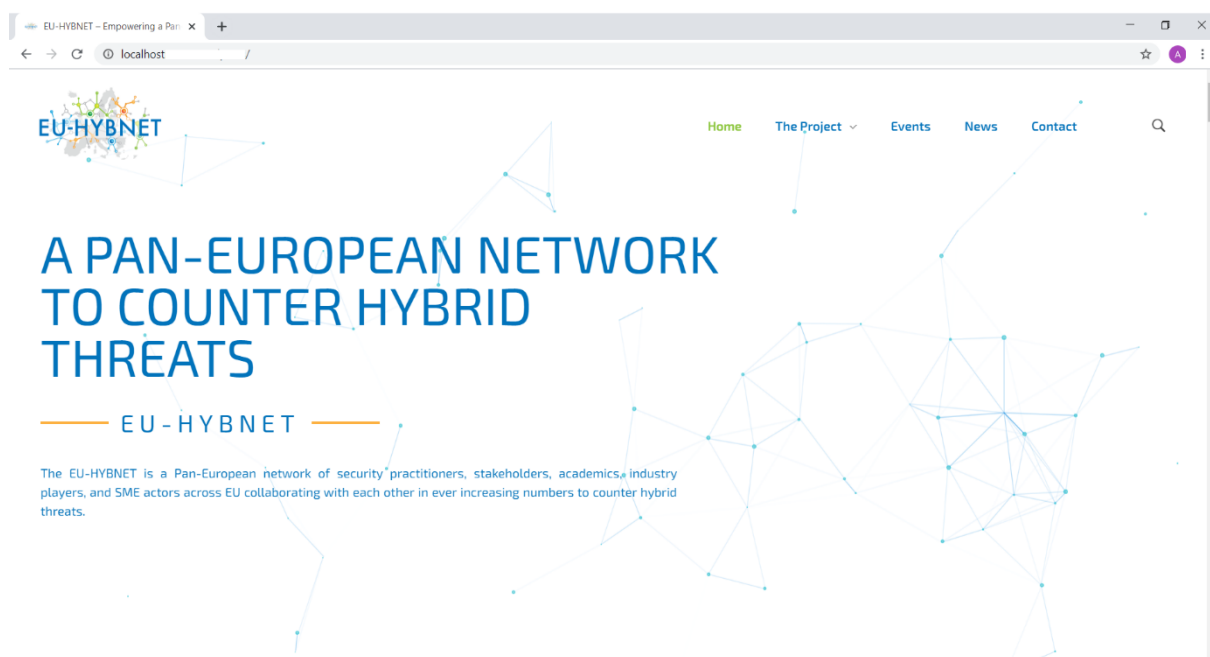 EU-HYBNET – Empowering a Pan
localhost /
A
EU-HYBNET
Home The Project Events News Contact
A PAN-EUROPEAN NETWORK
TO COUNTER HYBRID
THREATS
EU-HYBNET
The EU-HYBNET is a Pan-European network of security practitioners, stakeholders, academics, industry
players, and SME actors across EU collaborating with each other in ever increasing numbers to counter hybrid
threats.